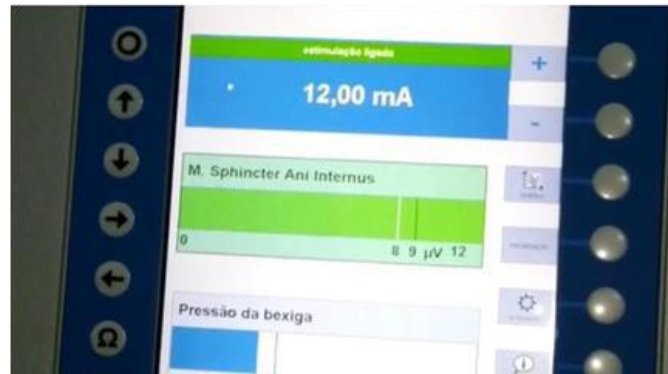 estimulação ligada
+
12,00 mA
-
M. Sphincter Ani Internus
0 8 9 µV 12
Pressão da bexiga
Ω
i